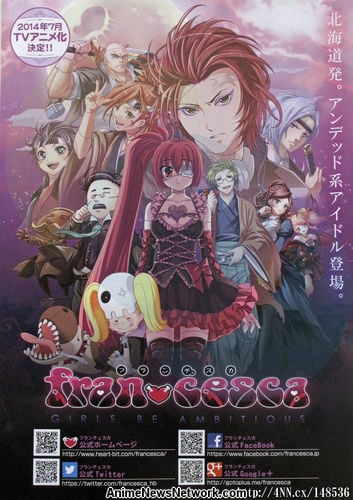 2014年7月
TVアニメ化
決定!!
北海道発。アンデッド系アイドル登場。
フランチェスカ
francesca
GIRLS BE AMBITIOUS
フランチェスカ
公式ホームページ
http://www.heart-bit.com/francesca/
フランチェスカ
公式FaceBook
https://www.facebook.com/francesca
フランチェスカ
公式Twitter
https://twitter.com/francesca_hb
フランチェスカ
公式Google+
http://gotoplus.me/francesca/
AnimeNewsNetwork.com
http://4NN.cx/148536